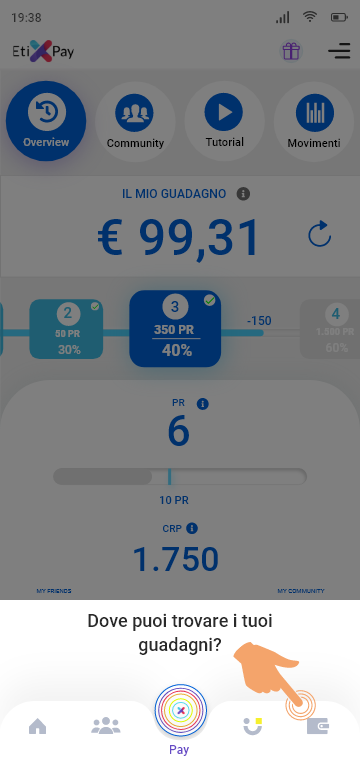 19:38
Eti Pay
Overview
Community
Tutorial
Movimenti
IL MIO GUADAGNO
€ 99,31
2
50 PR
30%
3
350 PR
40%
-150
4
1.500 PR
60%
PR
6
10 PR
CRP
1.750
MY FRIENDS
MY COMMUNITY
Dove puoi trovare i tuoi
guadagni?
Pay